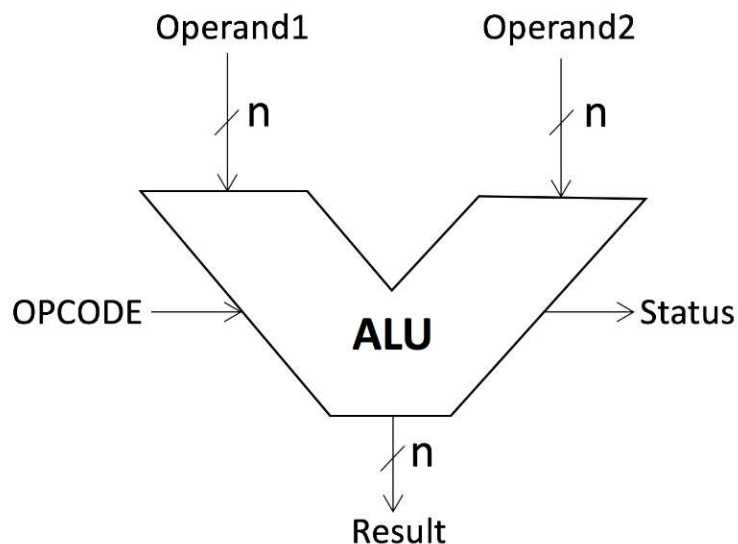 Operand1
Operand2
n
n
OPCODE
ALU
Status
n
Result